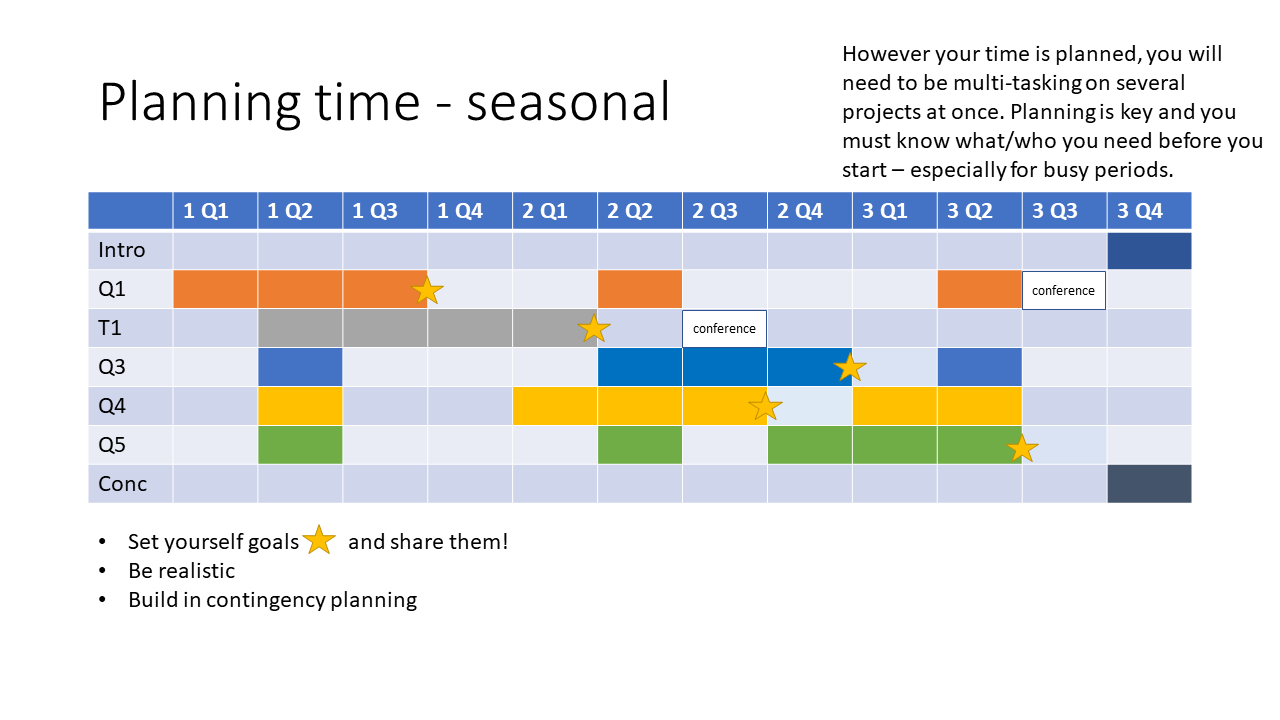 However your time is planned, you will
need to be multi-tasking on several
projects at once. Planning is key and you
must know what/who you need before you
start – especially for busy periods.
Planning time - seasonal
1 Q1 1 Q2 1 Q3 1 Q4 2 Q1 2 Q2 2 Q3 2 Q4 3 Q1 3 Q2 3 Q3 3 Q4
Intro
Q1 conference
T1 conference
Q3
Q4
Q5
Conc
• Set yourself goals and share them!
• Be realistic
• Build in contingency planning